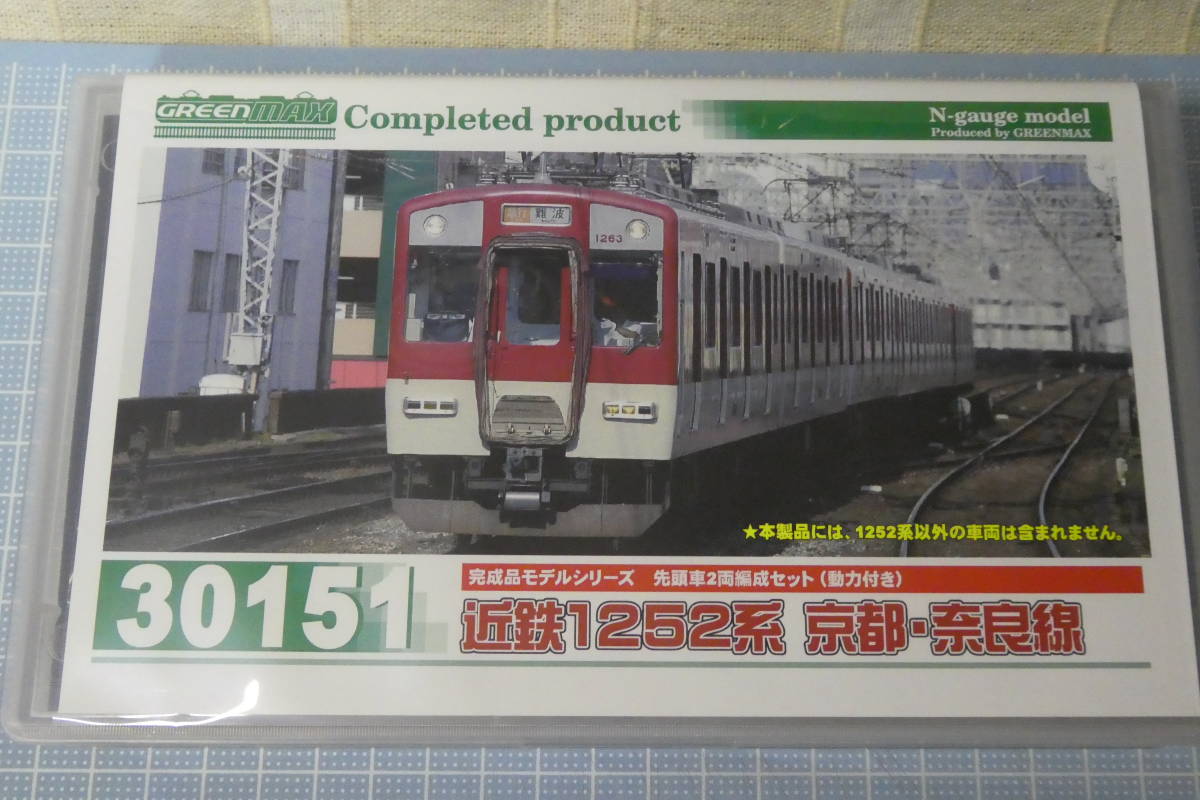 GREENMAX Completed product
N-gauge model
Produced by GREENMAX
難波
1263
★本製品には、1252系以外の車両は含まれません。
30151
完成品モデルシリーズ 先頭車2両編成セット（動力付き）
近鉄1252系 京都・奈良線